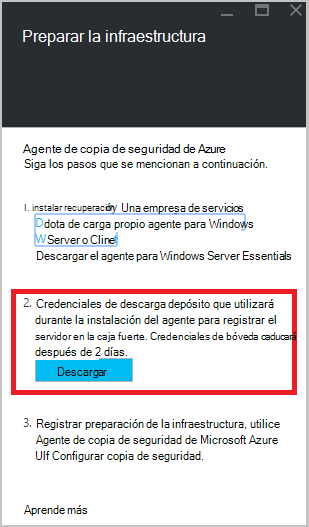 Preparar la infraestructura
Agente de copia de seguridad de Azure
Siga los pasos que se mencionan a continuación.
1. instalar recuperación y Una empresa de servicios
Ddota de carga propio agente para Windows
WServer o Clinet
Descargar el agente para Windows Server Essentials
2. Credenciales de descarga depósito que utilizará
durante la instalación del agente para registrar el
servidor en la caja fuerte. Credenciales de bóveda caducará
después de 2 días.
Descargar
3. Registrar preparación de la infraestructura, utilice
Agente de copia de seguridad de Microsoft Azure
UIf Configurar copia de seguridad.
Aprende más